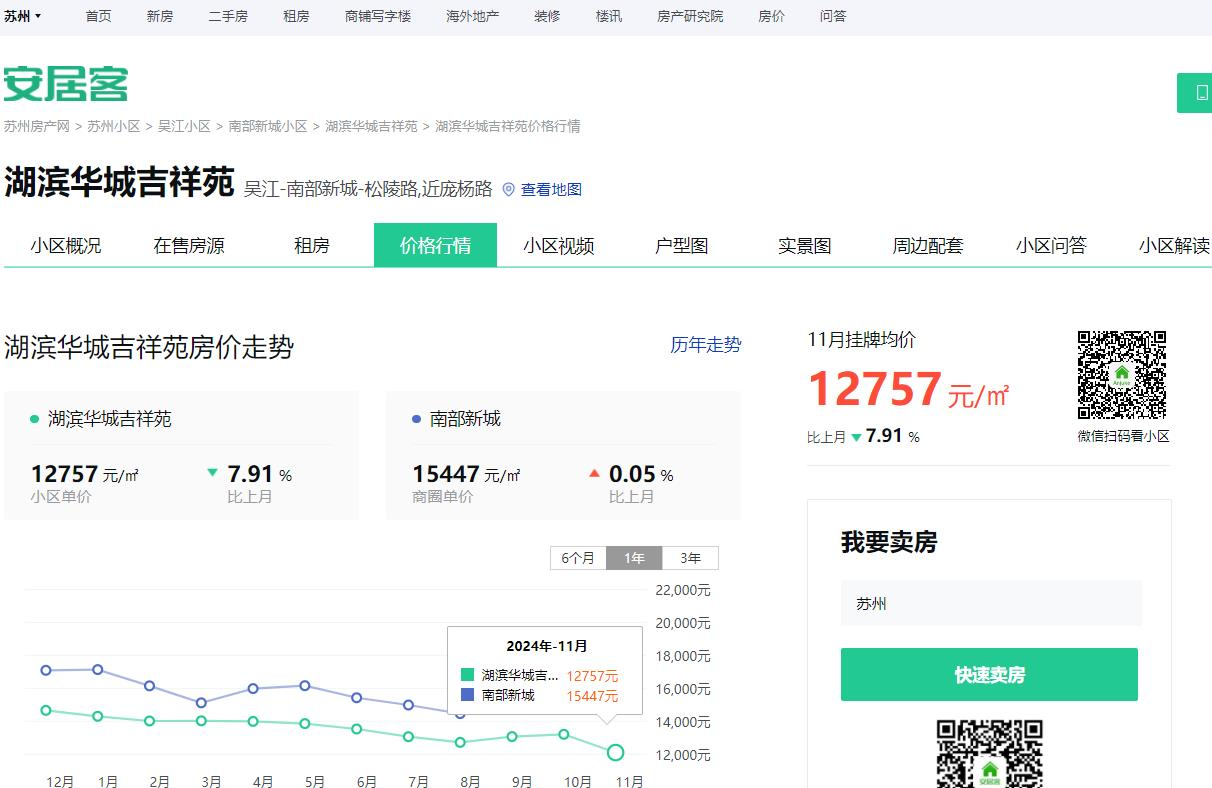 苏州 首页 新房 二手房 租房 商铺写字楼 海外地产 装修 楼讯 房产研究院 房价 问答
安居客
苏州房产网 > 苏州小区 > 吴江小区 > 南部新城小区 > 湖滨华城吉祥苑 > 湖滨华城吉祥苑价格行情
湖滨华城吉祥苑 吴江-南部新城-松陵路,近庞杨路 查看地图
小区概况 在售房源 租房 价格行情 小区视频 户型图 实景图 周边配套 小区问答 小区解读
湖滨华城吉祥苑房价走势 历年走势
湖滨华城吉祥苑
12757 元/㎡ 7.91 %
小区单价 比上月
南部新城
15447 元/㎡ 0.05 %
商圈单价 比上月
6个月 1年 3年
22,000元
20,000元
18,000元
16,000元
14,000元
12,000元
2024年-11月
湖滨华城吉... 12757元
南部新城 15447元
12月 1月 2月 3月 4月 5月 6月 7月 8月 9月 10月 11月
11月挂牌均价
12757 元/㎡
比上月 7.91 %
Anjuke
微信扫码看小区
我要卖房
苏州
快速卖房
安居客